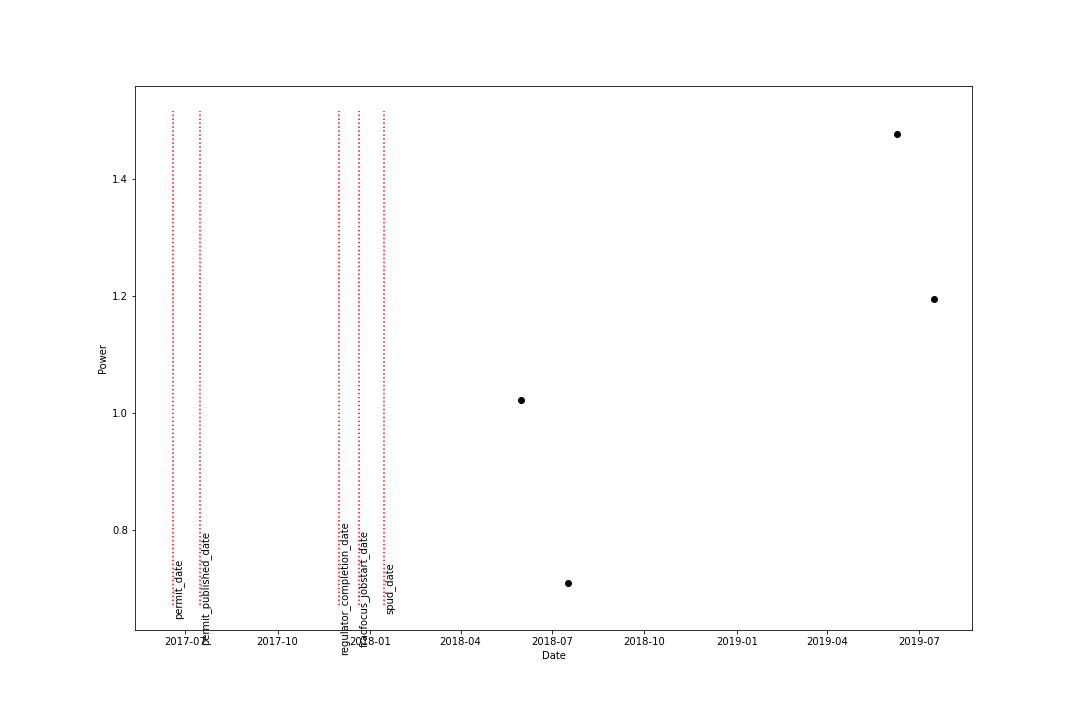 1.4
1.2
1.0
0.8
Power
permit_date
permit_published_date
regulator_completion_date
fracfocus_jobstart_date
spud_date
2017-07
2017-10
2018-01
2018-04
2018-07
2018-10
2019-01
2019-04
2019-07
Date